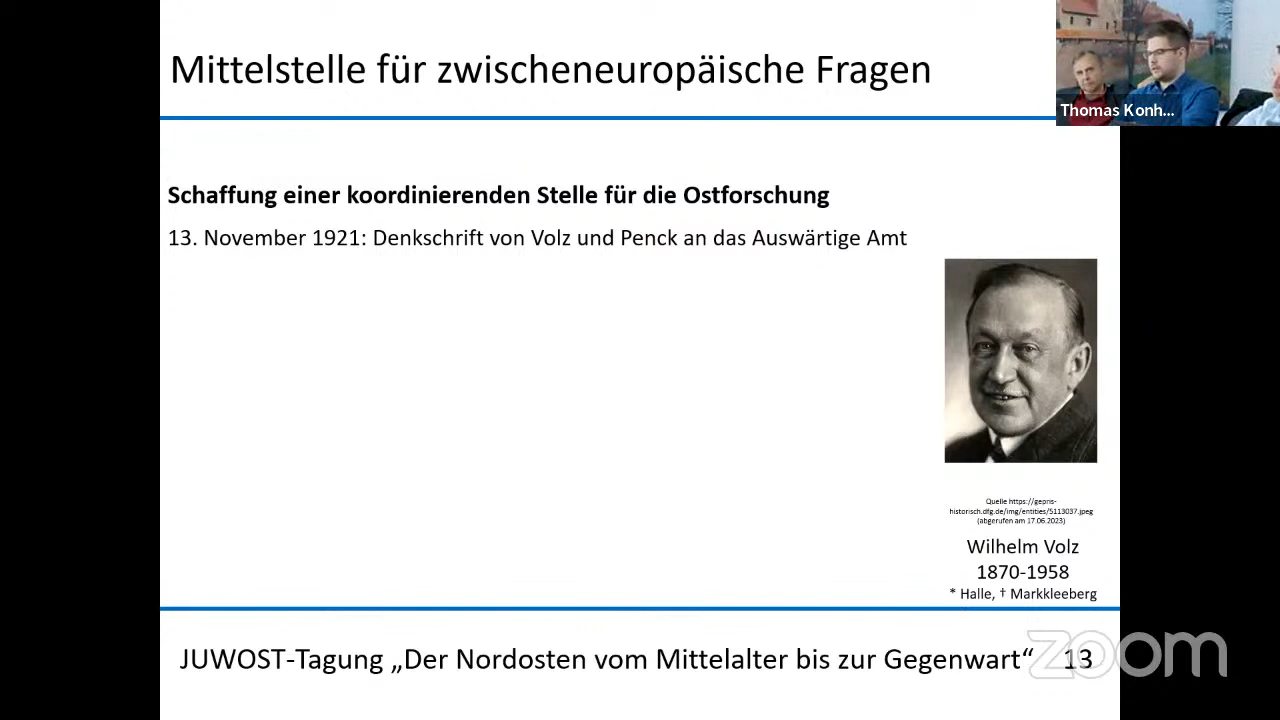 Mittelstelle für zwischeneuropäische Fragen
Thomas Konh...
Schaffung einer koordinierenden Stelle für die Ostforschung
13. November 1921: Denkschrift von Volz und Penck an das Auswärtige Amt
Quelle https://gepris-
historisch.dfg.de/img/entities/5113037.jpeg
(abgerufen am 17.06.2023)
Wilhelm Volz
1870-1958
* Halle, † Markkleeberg
JUWOST-Tagung „Der Nordosten vom Mittelalter bis zur Gegenwart“ 13
zoom